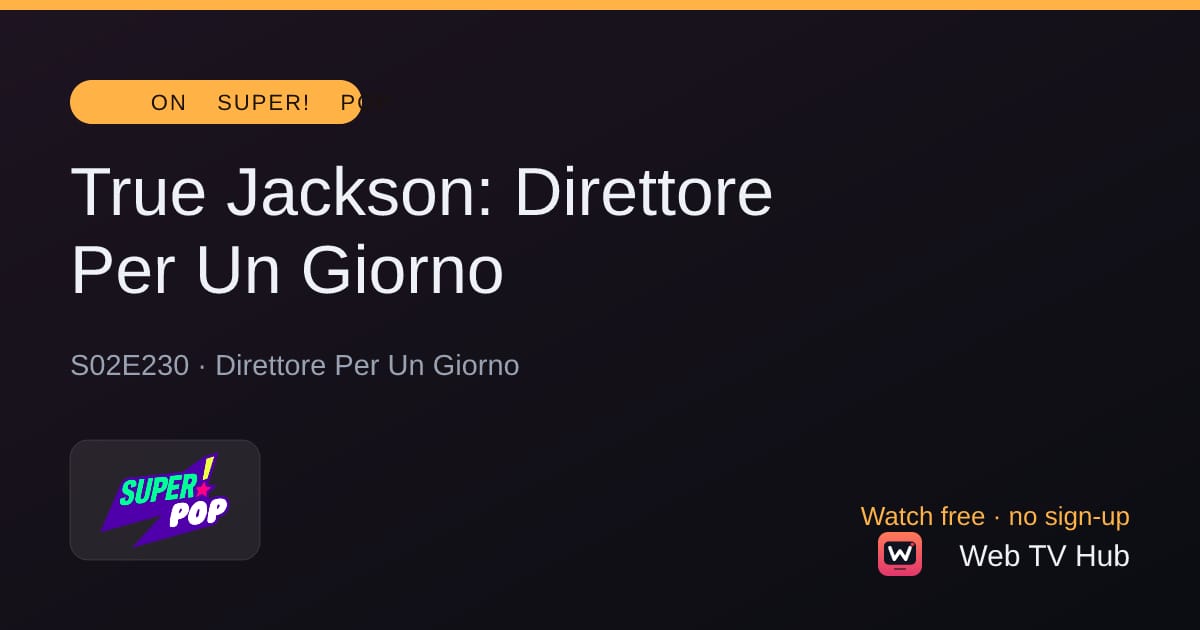 ON SUPER! PO
True Jackson: Direttore
Per Un Giorno
S02E230 · Direttore Per Un Giorno
SUPER!
POP
Watch free · no sign-up
W
Web TV Hub